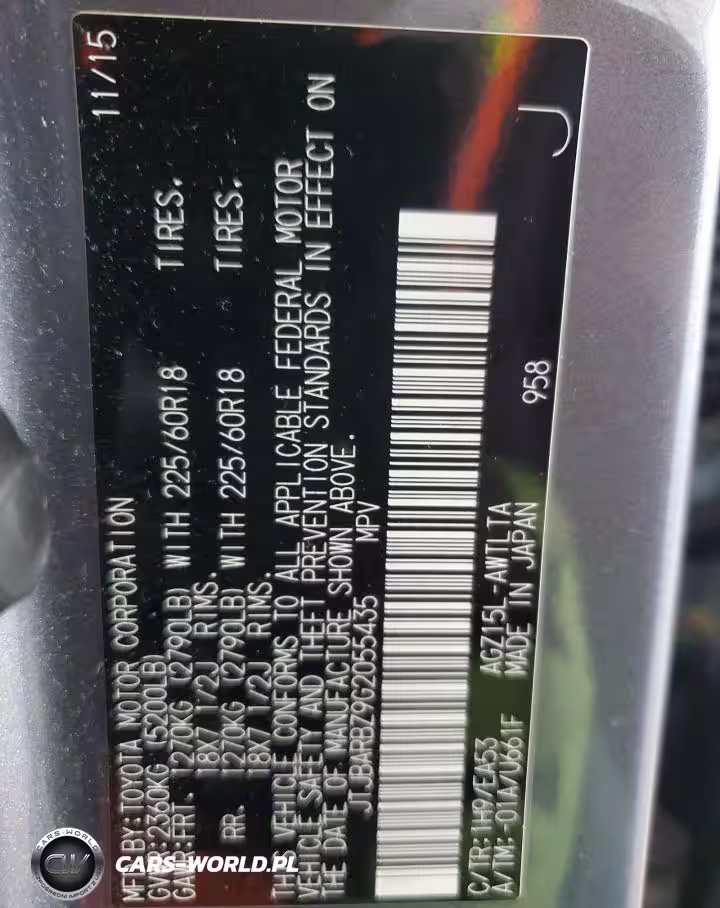 MFD BY: TOYOTA MOTOR CORPORATION 11/15
GVWR:2360KG (5200LB)
GAWR:FRT. 1270KG (2790LB) WITH 225/60R18 TIRES.
18X7 1/2J RIMS.
RR. 1270KG (2790LB) WITH 225/60R18 TIRES.
18X7 1/2J RIMS.
THIS VEHICLE CONFORMS TO ALL APPLICABLE FEDERAL MOTOR
VEHICLE SAFETY AND THEFT PREVENTION STANDARDS IN EFFECT ON
THE DATE OF MANUFACTURE SHOWN ABOVE.
JTJBARBZ9G2055435 MPV
C/TR: 1H9/EA53 AGZ15L-AWTLTA
A/TM:-01A/U661F MADE IN JAPAN 958
J
CARS-WORLD
CW
CARS-WORLD.PL